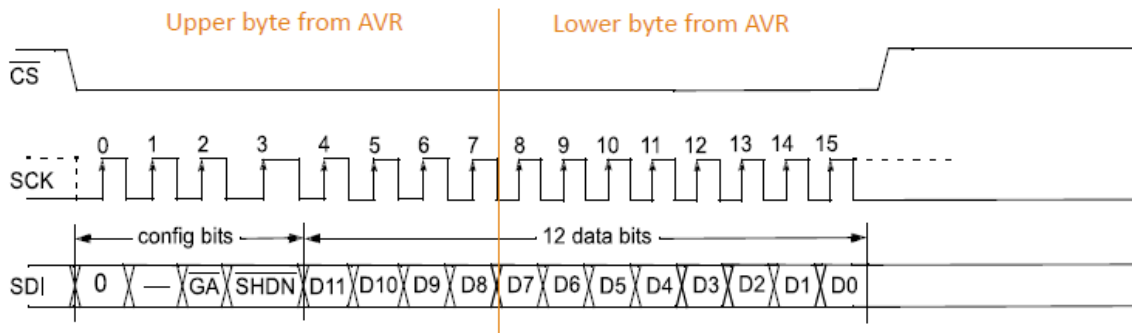 Upper byte from AVR Lower byte from AVR
CS
0 1 2 3 4 5 6 7 8 9 10 11 12 13 14 15
SCK
config bits 12 data bits
SDI 0 — GA SHDN D11 D10 D9 D8 D7 D6 D5 D4 D3 D2 D1 D0